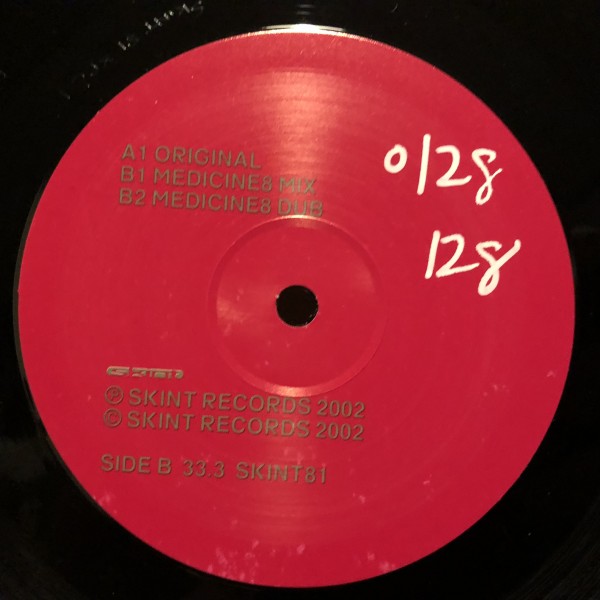 A1 ORIGINAL
B1 MEDICINE8 MIX
B2 MEDICINE8 DUB
0128
128
SKINT
℗ SKINT RECORDS 2002
© SKINT RECORDS 2002
SIDE B 33.3 SKINT81